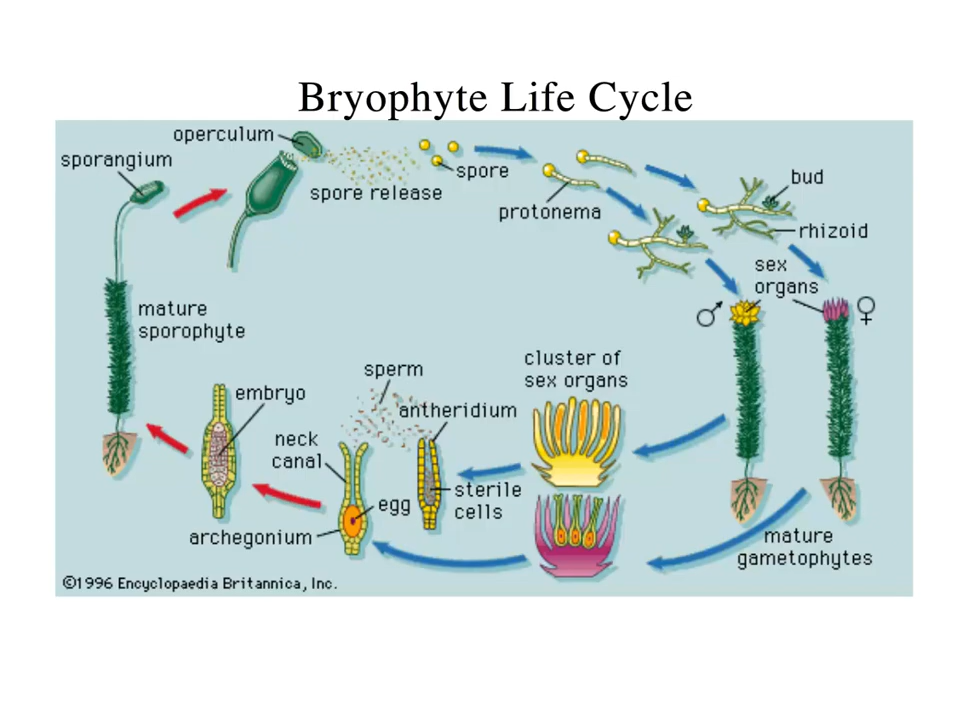 Bryophyte Life Cycle
operculum
sporangium
spore release
spore
protonema
bud
rhizoid
sex
organs
♂
♀
mature
sporophyte
cluster of
sex organs
sperm
embryo
antheridium
neck
canal
egg
sterile
cells
archegonium
mature
gametophytes
©1996 Encyclopaedia Britannica, Inc.